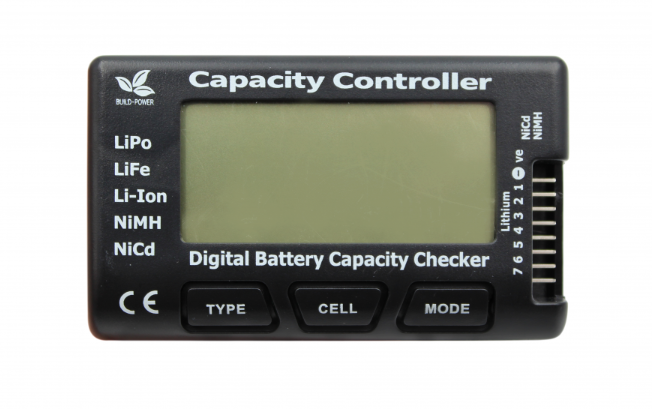 Capacity Controller
BUILD-POWER
LiPo
LiFe
Li-Ion
NiMH
NiCd
Digital Battery Capacity Checker
CE
TYPE
CELL
MODE
NiCd
NiMH
Lithium
7 6 5 4 3 2 1 - ve